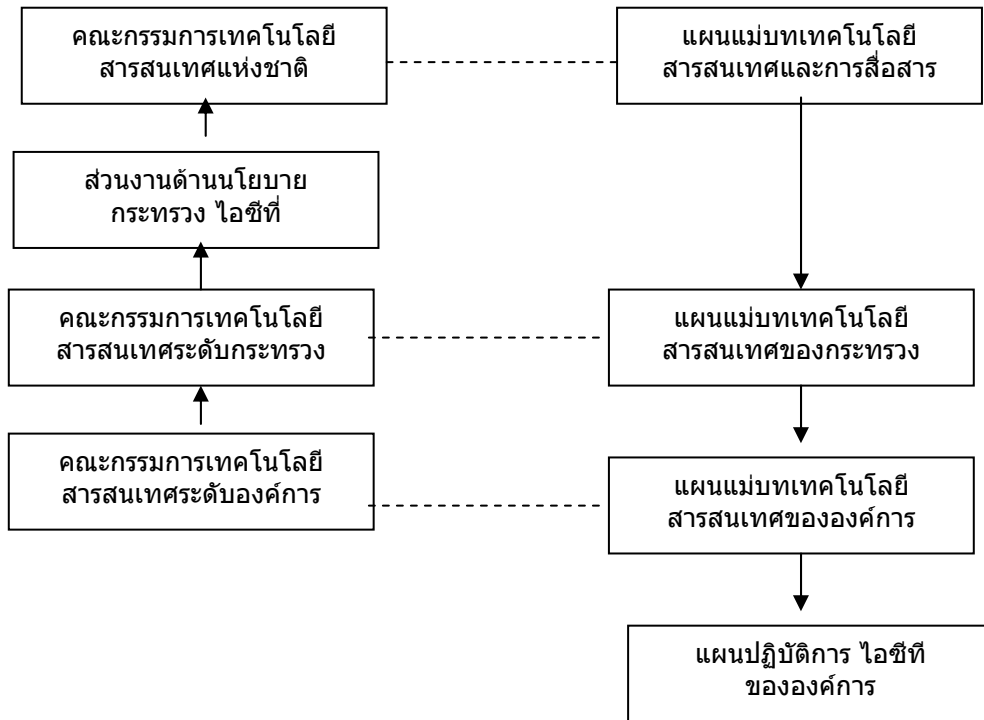 คณะกรรมการเทคโนโลยี
สารสนเทศแห่งชาติ
แผนแม่บทเทคโนโลยี
สารสนเทศและการสื่อสาร
ส่วนงานด้านนโยบาย
กระทรวง ไอซีที่
คณะกรรมการเทคโนโลยี
สารสนเทศระดับกระทรวง
แผนแม่บทเทคโนโลยี
สารสนเทศของกระทรวง
คณะกรรมการเทคโนโลยี
สารสนเทศระดับองค์การ
แผนแม่บทเทคโนโลยี
สารสนเทศขององค์การ
แผนปฏิบัติการ ไอซีที
ขององค์การ